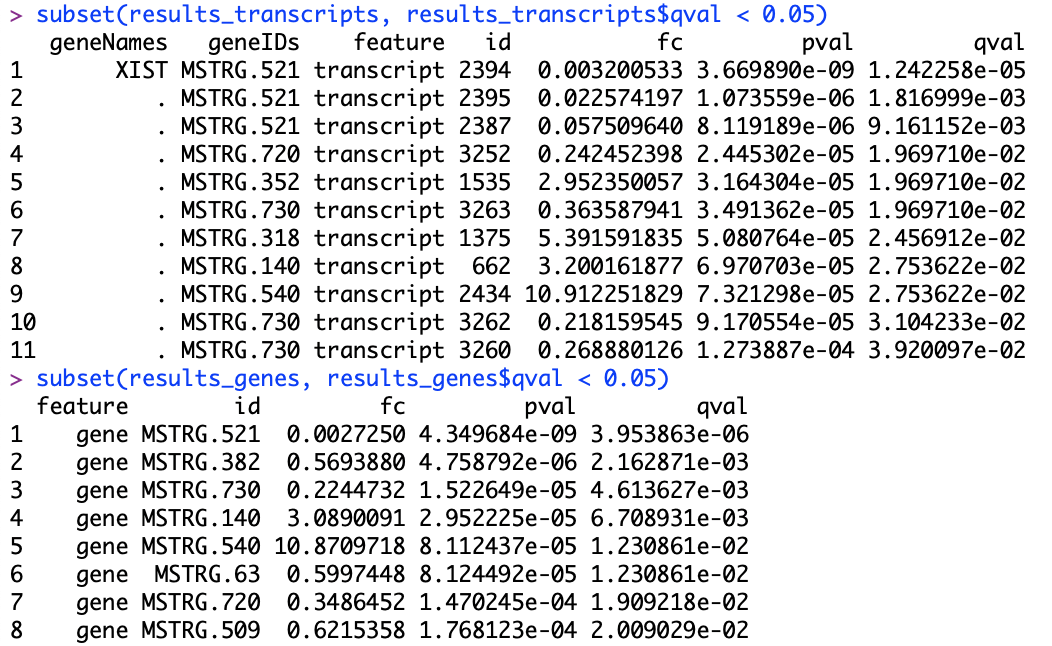 > subset(results_transcripts, results_transcripts$qval < 0.05)
geneNames geneIDs feature id fc pval qval
1 XIST MSTRG.521 transcript 2394 0.003200533 3.669890e-09 1.242258e-05
2 . MSTRG.521 transcript 2395 0.022574197 1.073559e-06 1.816999e-03
3 . MSTRG.521 transcript 2387 0.057509640 8.119189e-06 9.161152e-03
4 . MSTRG.720 transcript 3252 0.242452398 2.445302e-05 1.969710e-02
5 . MSTRG.352 transcript 1535 2.952350057 3.164304e-05 1.969710e-02
6 . MSTRG.730 transcript 3263 0.363587941 3.491362e-05 1.969710e-02
7 . MSTRG.318 transcript 1375 5.391591835 5.080764e-05 2.456912e-02
8 . MSTRG.140 transcript 662 3.200161877 6.970703e-05 2.753622e-02
9 . MSTRG.540 transcript 2434 10.912251829 7.321298e-05 2.753622e-02
10 . MSTRG.730 transcript 3262 0.218159545 9.170554e-05 3.104233e-02
11 . MSTRG.730 transcript 3260 0.268880126 1.273887e-04 3.920097e-02
> subset(results_genes, results_genes$qval < 0.05)
feature id fc pval qval
1 gene MSTRG.521 0.0027250 4.349684e-09 3.953863e-06
2 gene MSTRG.382 0.5693880 4.758792e-06 2.162871e-03
3 gene MSTRG.730 0.2244732 1.522649e-05 4.613627e-03
4 gene MSTRG.140 3.0890091 2.952225e-05 6.708931e-03
5 gene MSTRG.540 10.8709718 8.112437e-05 1.230861e-02
6 gene MSTRG.63 0.5997448 8.124492e-05 1.230861e-02
7 gene MSTRG.720 0.3486452 1.470245e-04 1.909218e-02
8 gene MSTRG.509 0.6215358 1.768123e-04 2.009029e-02